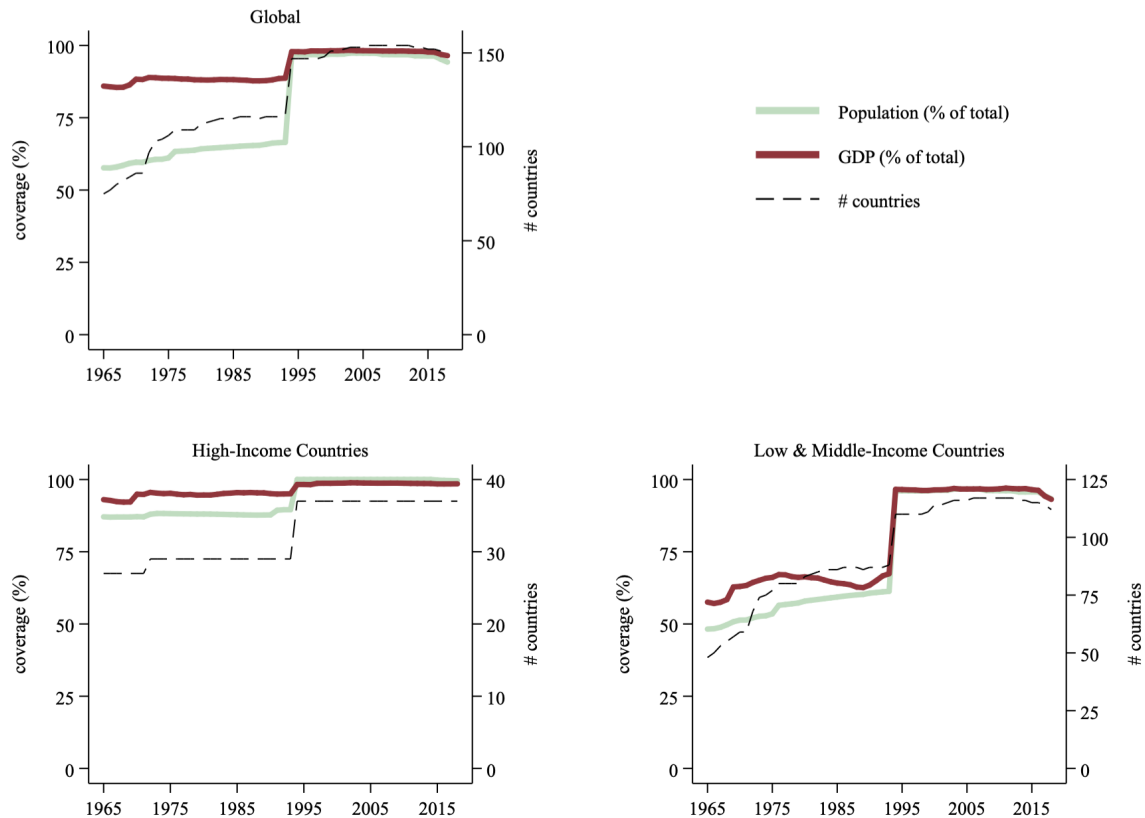 Global
100
75
50
25
0
coverage (%)
150
100
50
0
# countries
1965 1975 1985 1995 2005 2015
Population (% of total)
GDP (% of total)
# countries
High-Income Countries
100
75
50
25
0
coverage (%)
40
30
20
10
0
# countries
1965 1975 1985 1995 2005 2015
Low & Middle-Income Countries
100
75
50
25
0
coverage (%)
125
100
75
50
25
0
# countries
1965 1975 1985 1995 2005 2015